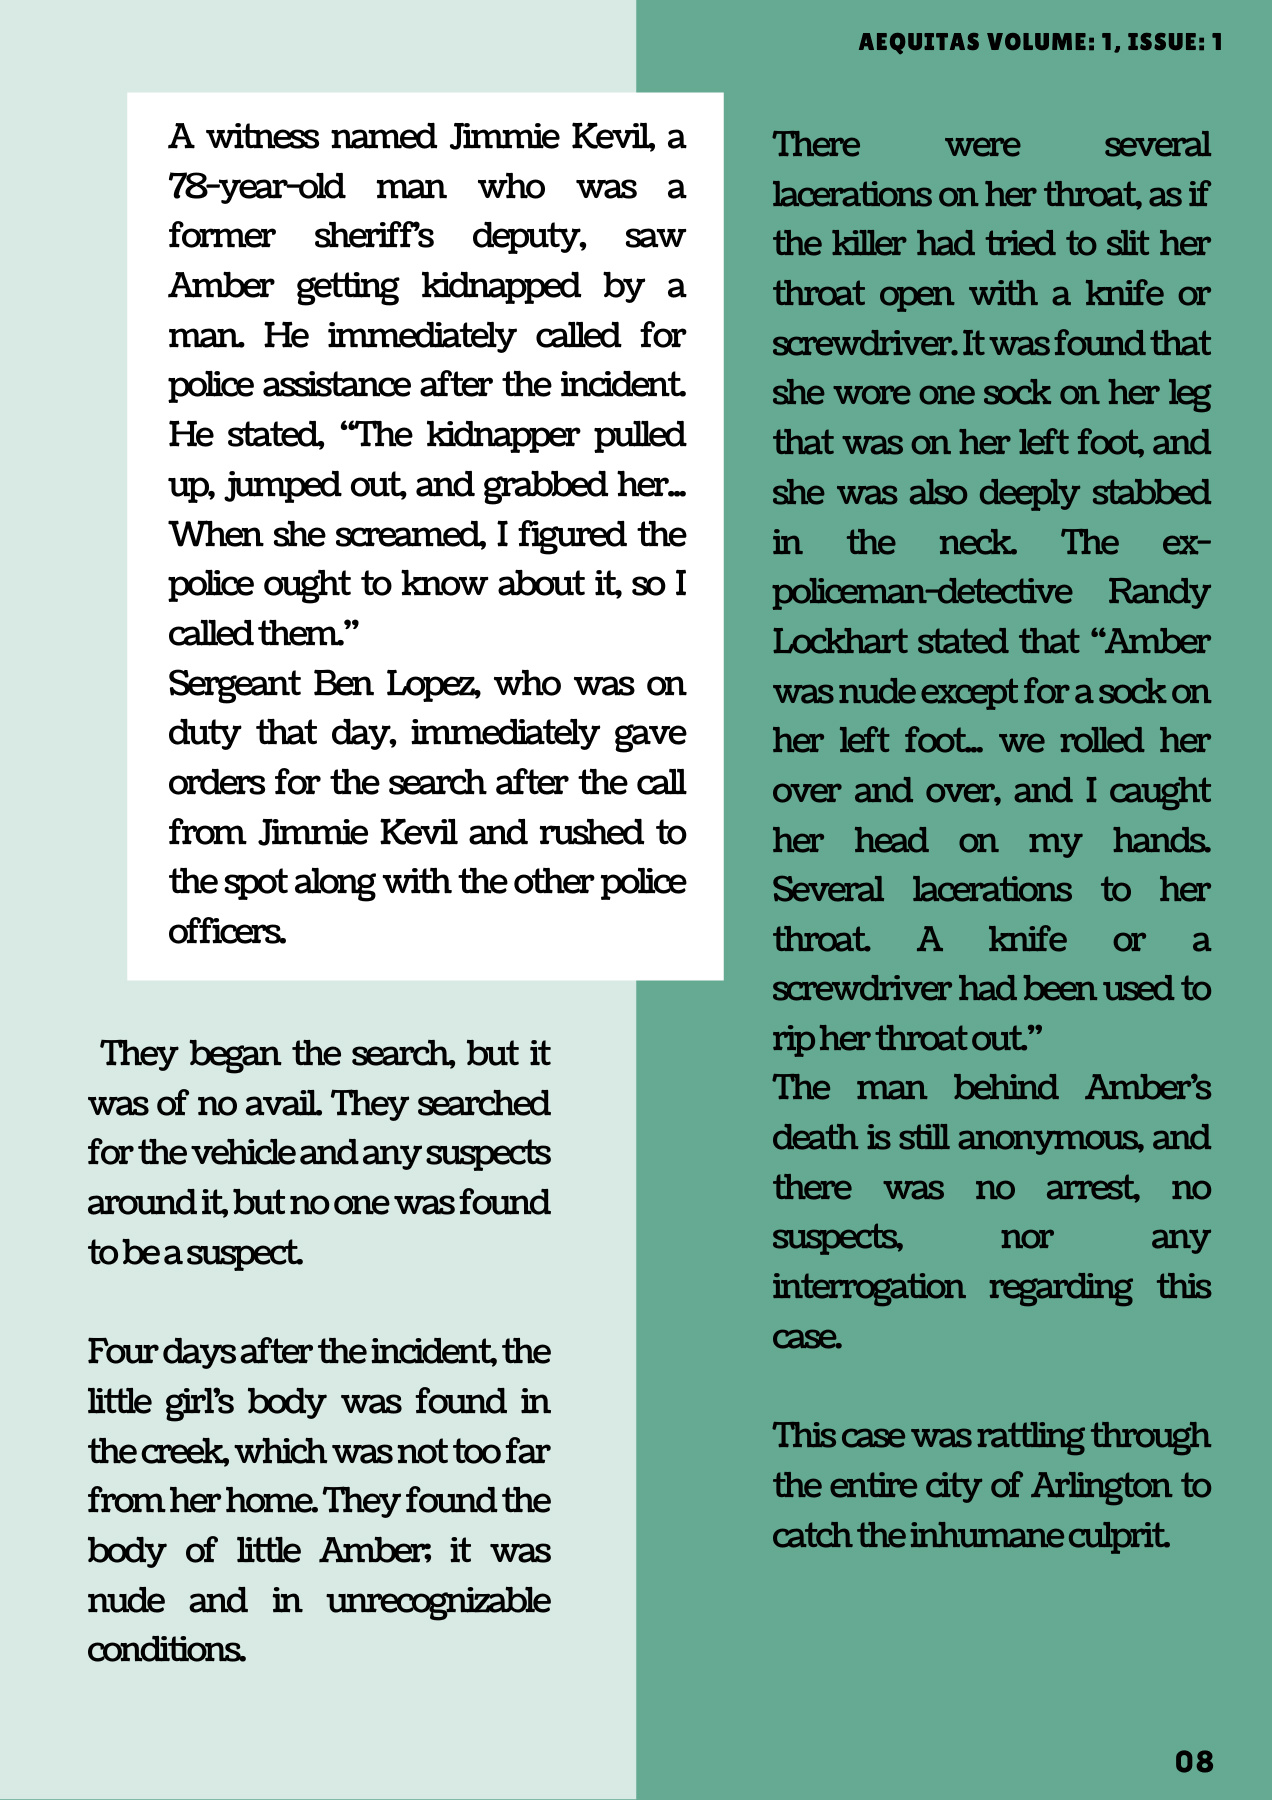 AEQUITAS VOLUME: 1, ISSUE: 1
A witness named Jimmie Kevil, a
78-year-old man who was a
former sheriff's deputy, saw
Amber getting kidnapped by a
man. He immediately called for
police assistance after the incident.
He stated, “The kidnapper pulled
up, jumped out, and grabbed her...
When she screamed, I figured the
police ought to know about it, so I
called them.”
Sergeant Ben Lopez, who was on
duty that day, immediately gave
orders for the search after the call
from Jimmie Kevil and rushed to
the spot along with the other police
officers.
They began the search, but it
was of no avail. They searched
for the vehicle and any suspects
around it, but no one was found
to be a suspect.
Four days after the incident, the
little girl’s body was found in
the creek, which was not too far
from her home. They found the
body of little Amber; it was
nude and in unrecognizable
conditions.
There were several
lacerations on her throat, as if
the killer had tried to slit her
throat open with a knife or
screwdriver. It was found that
she wore one sock on her leg
that was on her left foot, and
she was also deeply stabbed
in the neck. The ex-
policeman-detective Randy
Lockhart stated that “Amber
was nude except for a sock on
her left foot... we rolled her
over and over, and I caught
her head on my hands.
Several lacerations to her
throat. A knife or a
screwdriver had been used to
rip her throat out.”
The man behind Amber’s
death is still anonymous, and
there was no arrest, no
suspects, nor any
interrogation regarding this
case.
This case was rattling through
the entire city of Arlington to
catch the inhumane culprit.
08